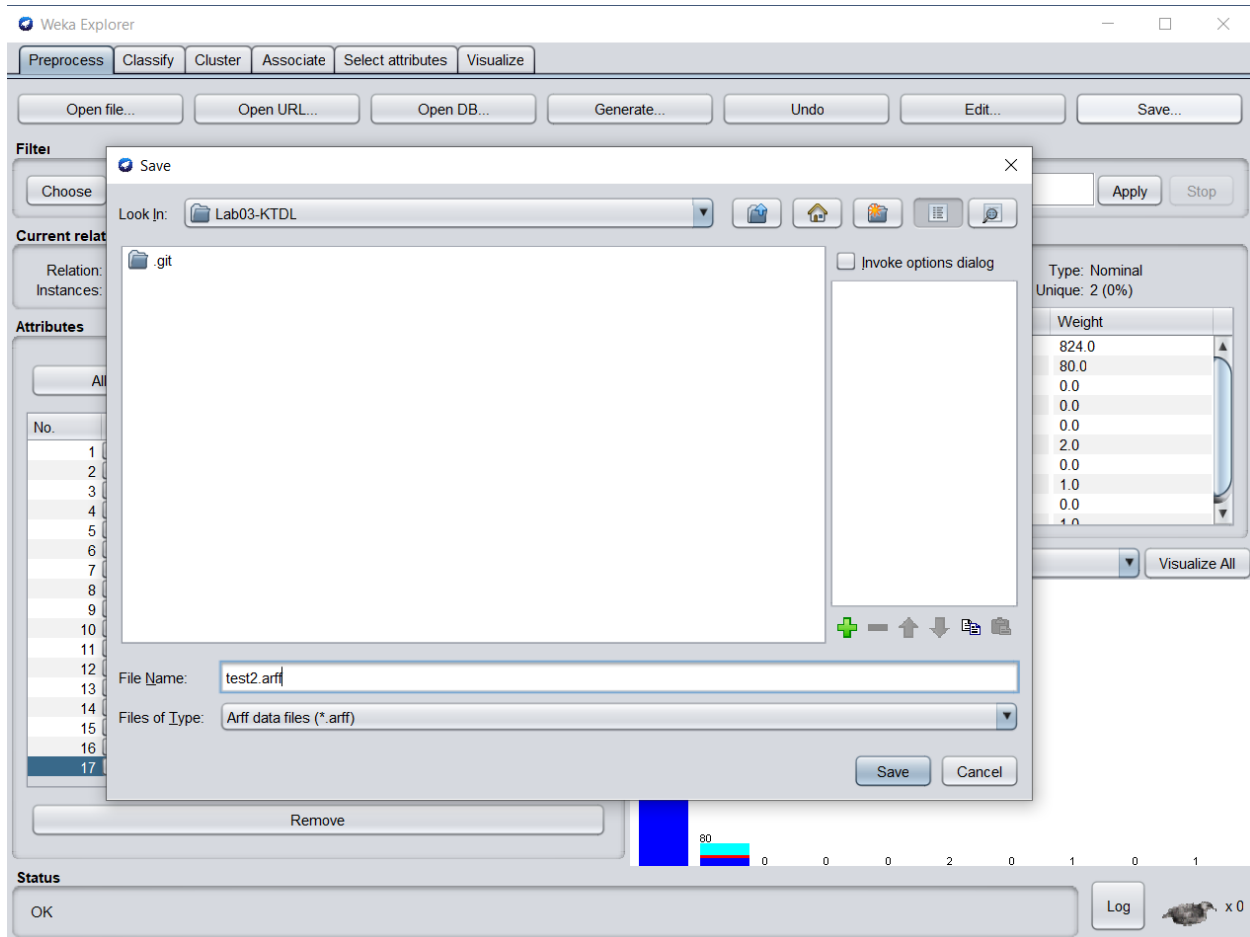 Weka Explorer
Preprocess Classify Cluster Associate Select attributes Visualize
Open file... Open URL... Open DB... Generate... Undo Edit... Save...
Filter
Save
Choose
Apply Stop
Look In: Lab03-KTDL
Current relat
.git
Invoke options dialog
Relation:
Type: Nominal
Instances:
Unique: 2 (0%)
Attributes
Weight
824.0
80.0
All
0.0
0.0
No.
0.0
1
2.0
2
0.0
3
1.0
4
0.0
5
1.0
6
7
Visualize All
8
9
10
11
12
File Name: test2.arff
13
14
Files of Type: Arff data files (*.arff)
15
16
17
Save Cancel
Remove
80
0 0 0 2 0 1 0 1
Status
OK
Log x 0